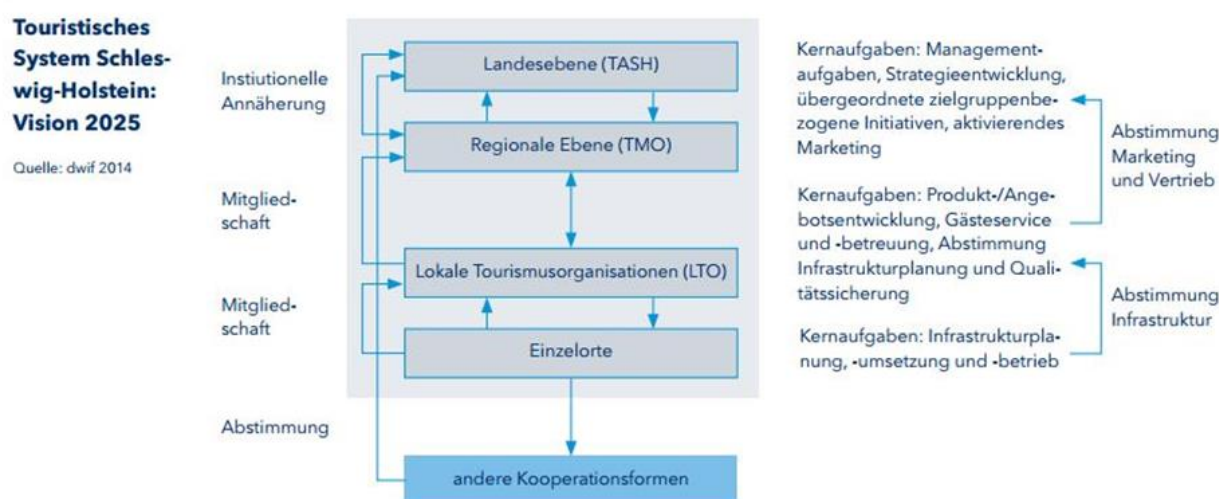 Touristisches
System Schles-
wig-Holstein:
Vision 2025
Quelle: dwif 2014
Instiutionelle
Annäherung
Mitglied-
schaft
Mitglied-
schaft
Abstimmung
Landesebene (TASH)
Regionale Ebene (TMO)
Lokale Tourismusorganisationen (LTO)
Einzelorte
andere Kooperationsformen
Kernaufgaben: Management-
aufgaben, Strategieentwicklung,
übergeordnete zielgruppenbe-
zogene Initiativen, aktivierendes
Marketing
Kernaufgaben: Produkt-/Ange-
botsentwicklung, Gästeservice
und -betreuung, Abstimmung
Infrastrukturplanung und Quali-
tätssicherung
Kernaufgaben: Infrastrukturpla-
nung, -umsetzung und -betrieb
Abstimmung
Marketing
und Vertrieb
Abstimmung
Infrastruktur